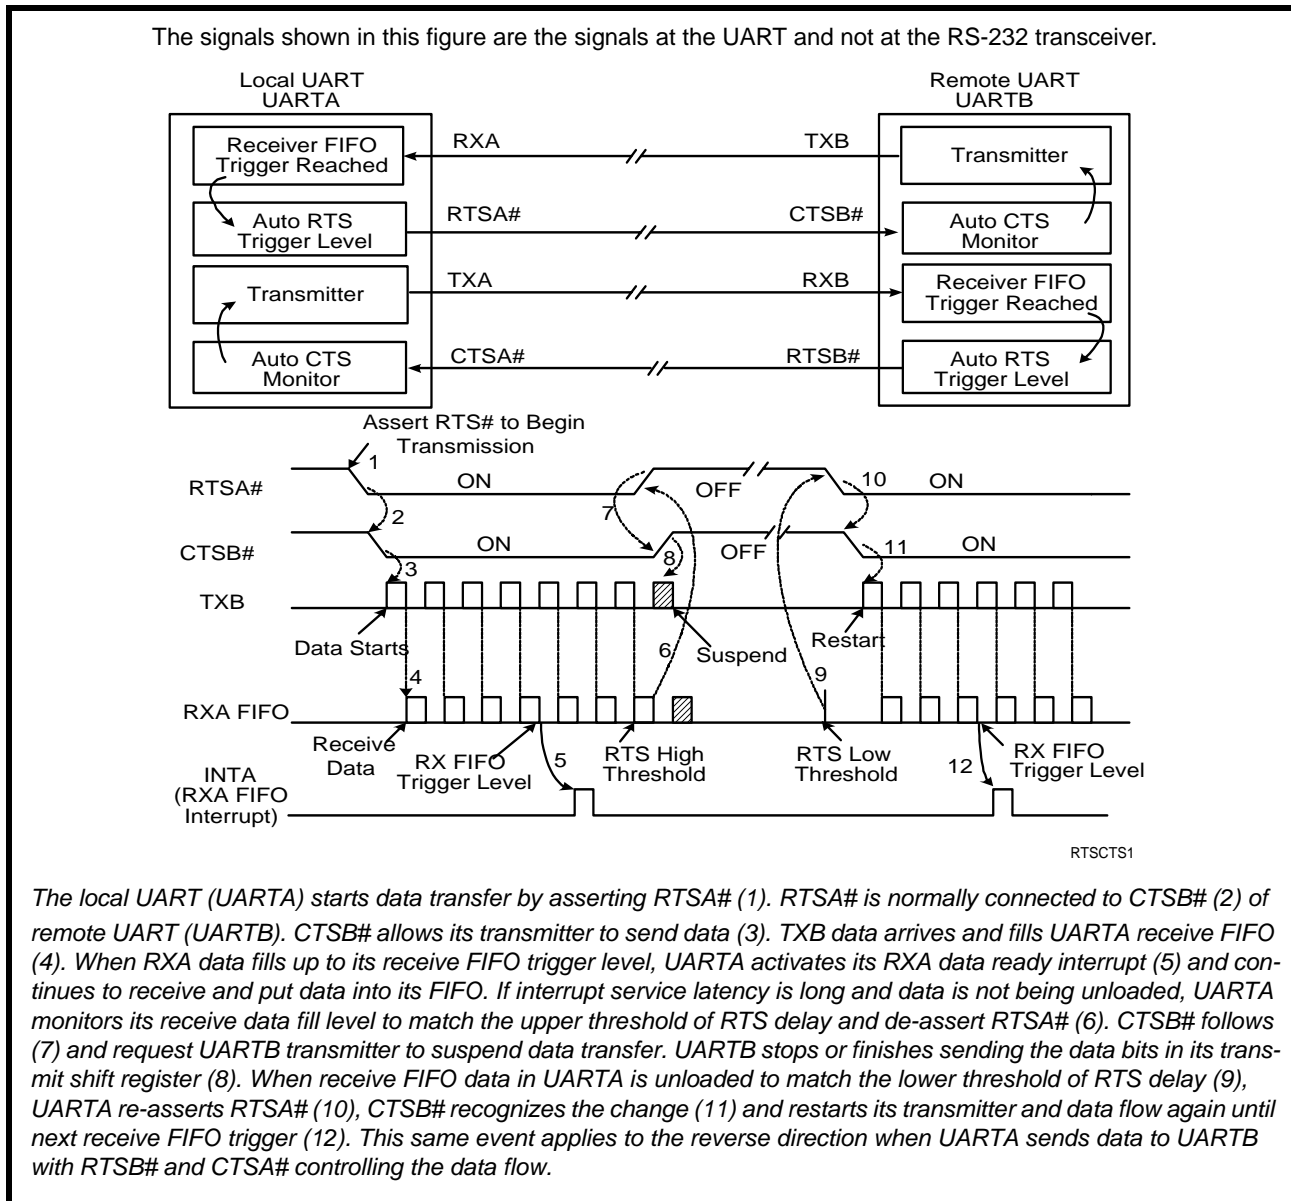 The signals shown in this figure are the signals at the UART and not at the RS-232 transceiver.
Local UART
UARTA
Remote UART
UARTB
Receiver FIFO
Trigger Reached
RXA
TXB
Transmitter
Auto RTS
Trigger Level
RTSA#
CTSB#
Auto CTS
Monitor
Transmitter
TXA
RXB
Receiver FIFO
Trigger Reached
Auto CTS
Monitor
CTSA#
RTSB#
Auto RTS
Trigger Level
Assert RTS# to Begin
Transmission
RTSA#
1
ON
OFF
10
ON
2
7
CTSB#
ON
OFF
11
ON
3
8
TXB
Data Starts
6
Suspend
Restart
4
9
RXA FIFO
Receive
Data
RX FIFO
Trigger Level
5
RTS High
Threshold
RTS Low
Threshold
12
RX FIFO
Trigger Level
INTA
(RXA FIFO
Interrupt)
RTSCTS1
The local UART (UARTA) starts data transfer by asserting RTSA# (1). RTSA# is normally connected to CTSB# (2) of
remote UART (UARTB). CTSB# allows its transmitter to send data (3). TXB data arrives and fills UARTA receive FIFO
(4). When RXA data fills up to its receive FIFO trigger level, UARTA activates its RXA data ready interrupt (5) and con-
tinues to receive and put data into its FIFO. If interrupt service latency is long and data is not being unloaded, UARTA
monitors its receive data fill level to match the upper threshold of RTS delay and de-assert RTSA# (6). CTSB# follows
(7) and request UARTB transmitter to suspend data transfer. UARTB stops or finishes sending the data bits in its trans-
mit shift register (8). When receive FIFO data in UARTA is unloaded to match the lower threshold of RTS delay (9),
UARTA re-asserts RTSA# (10), CTSB# recognizes the change (11) and restarts its transmitter and data flow again until
next receive FIFO trigger (12). This same event applies to the reverse direction when UARTA sends data to UARTB
with RTSB# and CTSA# controlling the data flow.